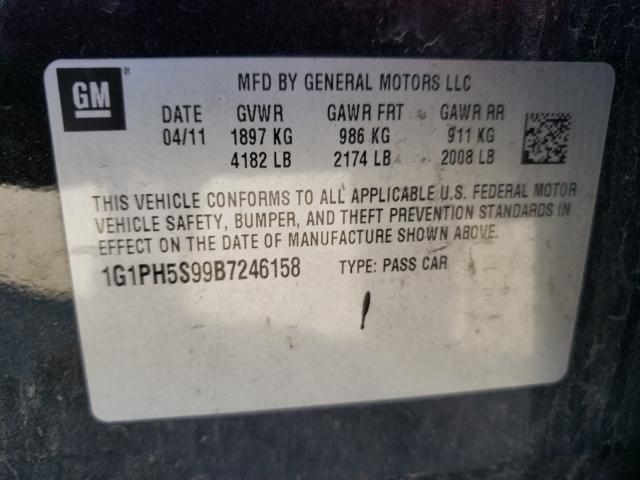 GM®
MFD BY GENERAL MOTORS LLC
DATE GVWR GAWR FRT GAWR RR
04/11 1897 KG 986 KG 911 KG
4182 LB 2174 LB 2008 LB
THIS VEHICLE CONFORMS TO ALL APPLICABLE U.S. FEDERAL MOTOR
VEHICLE SAFETY, BUMPER, AND THEFT PREVENTION STANDARDS IN
EFFECT ON THE DATE OF MANUFACTURE SHOWN ABOVE.
1G1PH5S99B7246158 TYPE: PASS CAR